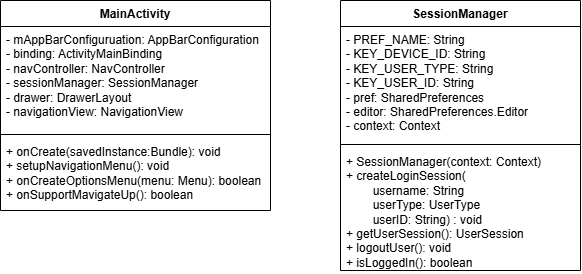 MainActivity
- mAppBarConfiguruation: AppBarConfiguration
- binding: ActivityMainBinding
- navController: NavController
- sessionManager: SessionManager
- drawer: DrawerLayout
- navigationView: NavigationView
+ onCreate(savedInstance:Bundle): void
+ setupNavigationMenu(): void
+ onCreateOptionsMenu(menu: Menu): boolean
+ onSupportMavigateUp(): boolean
SessionManager
- PREF_NAME: String
- KEY_DEVICE_ID: String
- KEY_USER_TYPE: String
- KEY_USER_ID: String
- pref: SharedPreferences
- editor: SharedPreferences.Editor
- context: Context
+ SessionManager(context: Context)
+ createLoginSession(
username: String
userType: UserType
userID: String) : void
+ getUserSession(): UserSession
+ logoutUser(): void
+ isLoggedIn(): boolean